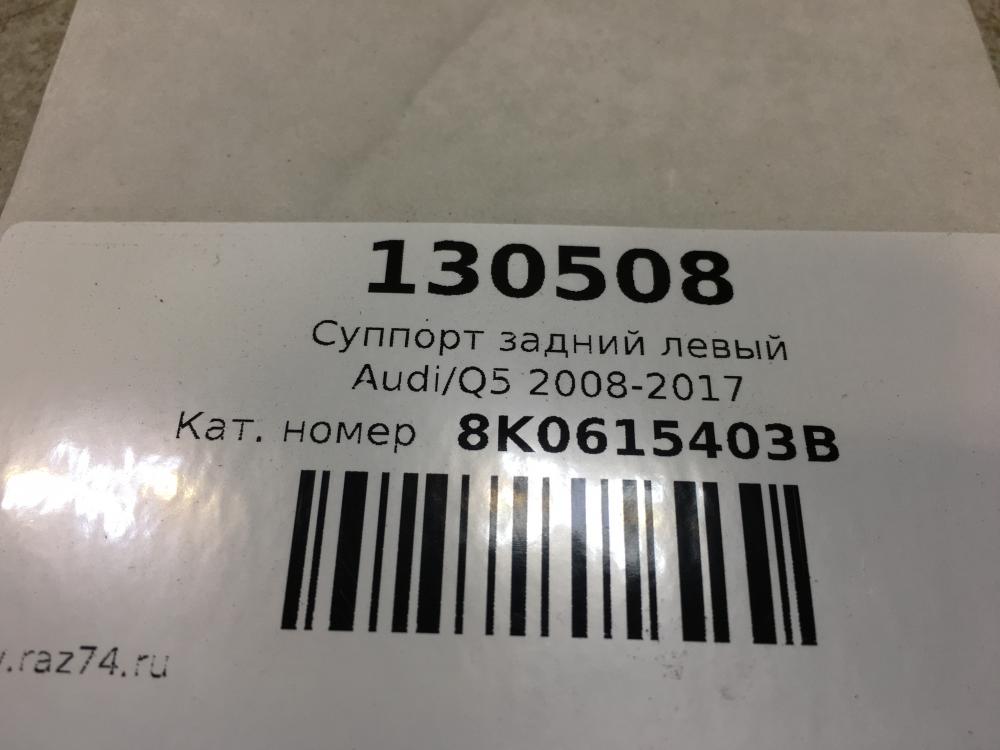 130508
Суппорт задний левый
Audi/Q5 2008-2017
Кат. номер 8K0615403B
.raz74.ru